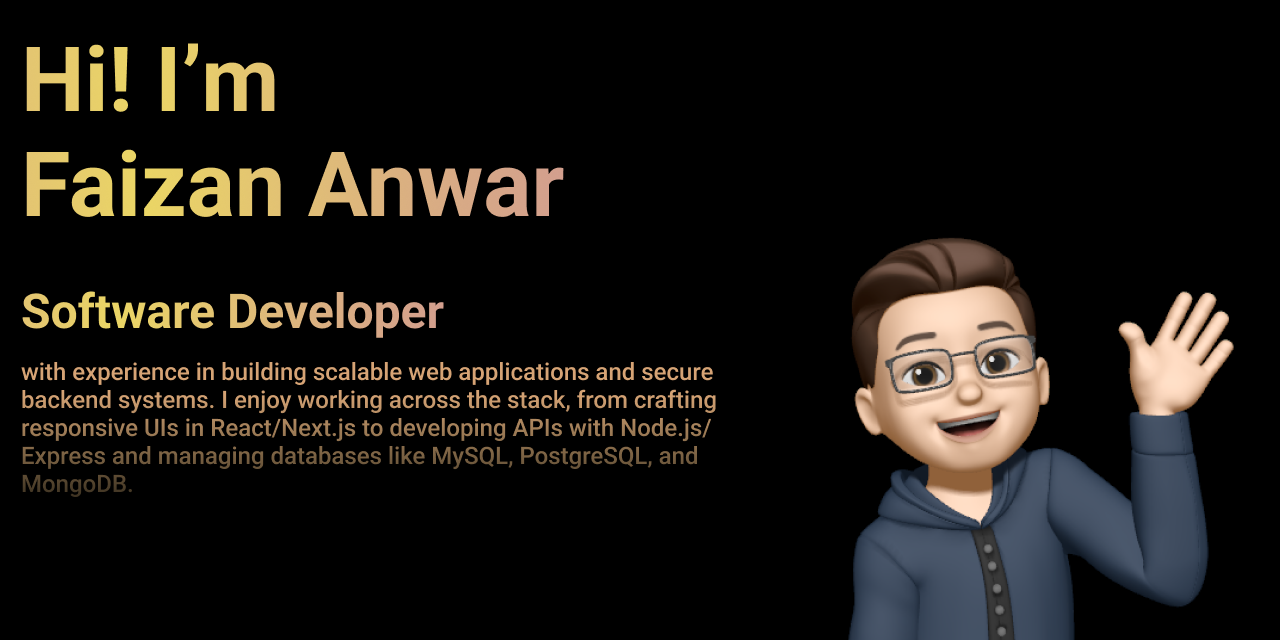 Hi! I’m
Faizan Anwar
Software Developer
with experience in building scalable web applications and secure
backend systems. I enjoy working across the stack, from crafting
responsive UIs in React/Next.js to developing APIs with Node.js/
Express and managing databases like MySQL, PostgreSQL, and
MongoDB.